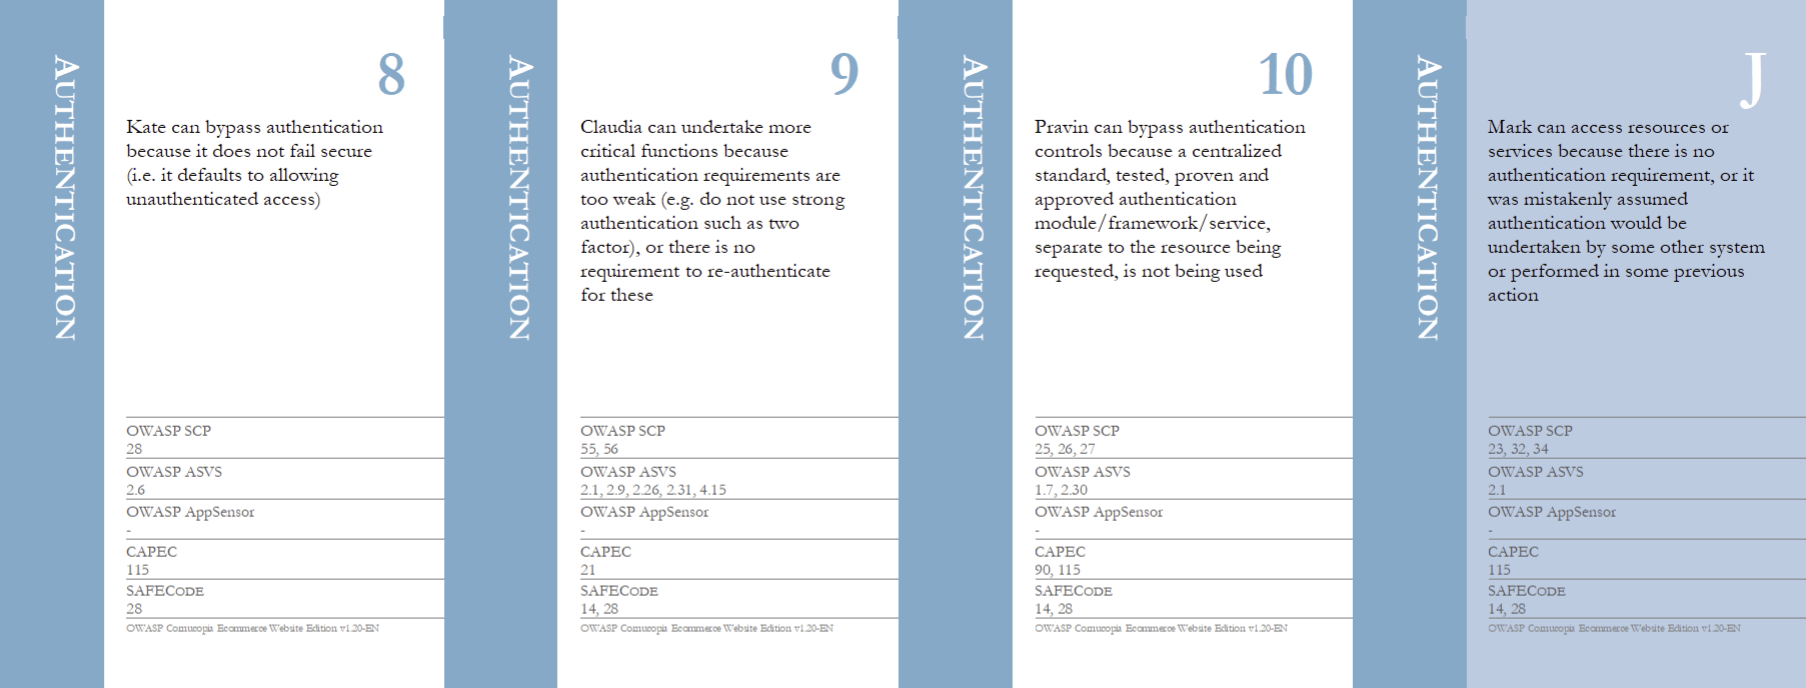 AUTHENTICATION
8
Kate can bypass authentication
because it does not fail secure
(i.e. it defaults to allowing
unauthenticated access)
OWASP SCP
28
OWASP ASVS
2.6
OWASP AppSensor
-
CAPEC
115
SAFECODE
28
OWASP Cornucopia Ecommerce Website Edition v1.20-EN
AUTHENTICATION
9
Claudia can undertake more
critical functions because
authentication requirements are
too weak (e.g. do not use strong
authentication such as two
factor), or there is no
requirement to re-authenticate
for these
OWASP SCP
55, 56
OWASP ASVS
2.1, 2.9, 2.26, 2.31, 4.15
OWASP AppSensor
-
CAPEC
21
SAFECODE
14, 28
OWASP Cornucopia Ecommerce Website Edition v1.20-EN
AUTHENTICATION
10
Pravin can bypass authentication
controls because a centralized
standard, tested, proven and
approved authentication
module/framework/service,
separate to the resource being
requested, is not being used
OWASP SCP
25, 26, 27
OWASP ASVS
1.7, 2.30
OWASP AppSensor
-
CAPEC
90, 115
SAFECODE
14, 28
OWASP Cornucopia Ecommerce Website Edition v1.20-EN
AUTHENTICATION
J
Mark can access resources or
services because there is no
authentication requirement, or it
was mistakenly assumed
authentication would be
undertaken by some other system
or performed in some previous
action
OWASP SCP
23, 32, 34
OWASP ASVS
2.1
OWASP AppSensor
-
CAPEC
115
SAFECODE
14, 28
OWASP Cornucopia Ecommerce Website Edition v1.20-EN